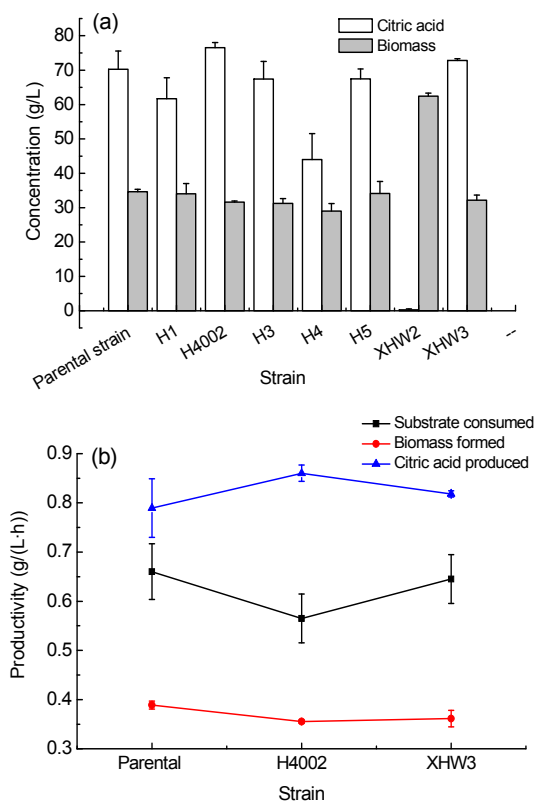 (a)
Citric acid
Biomass
Concentration (g/L)
80
70
60
50
40
30
20
10
0
Parental strain
H1
H4002
H3
H4
H5
XHW2
XHW3
--
Strain
Substrate consumed
Biomass formed
Citric acid produced
(b)
Productivity (g/(L·h))
0.9
0.8
0.7
0.6
0.5
0.4
0.3
Parental
H4002
XHW3
Strain